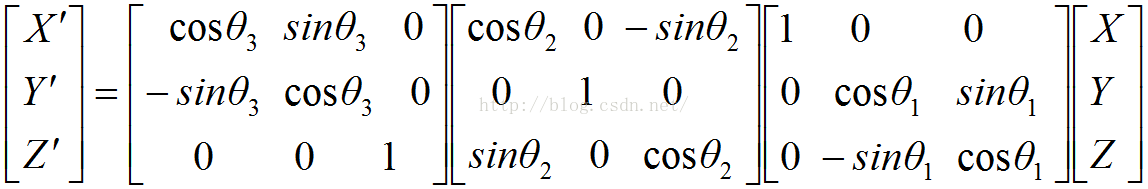 X′ cosθ₃ sinθ₃ 0 cosθ₂ 0 −sinθ₂ 1 0 0 X
Y′ = −sinθ₃ cosθ₃ 0 0 1 0 0 cosθ₁ sinθ₁ Y
http://blog.csdn.net/
Z′ 0 0 1 sinθ₂ 0 cosθ₂ 0 −sinθ₁ cosθ₁ Z